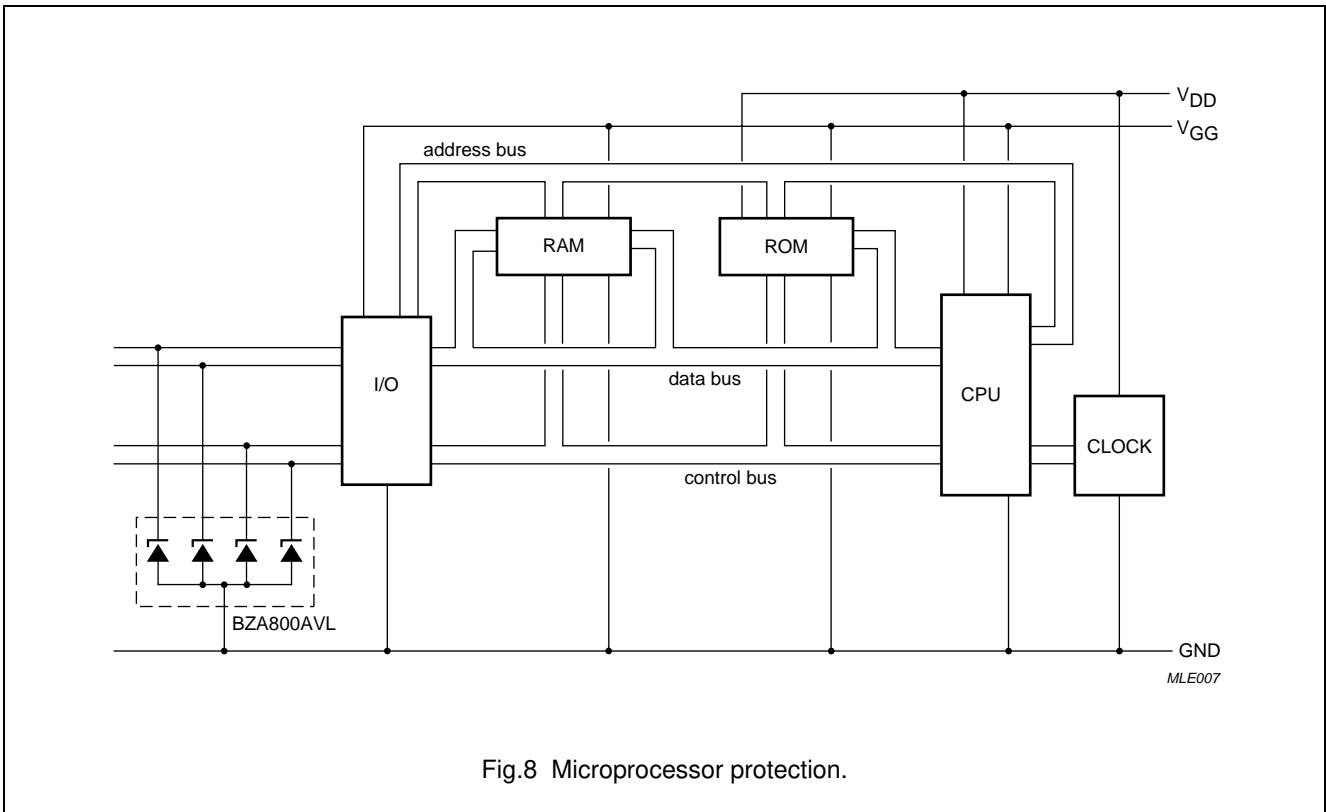 VDD
VGG
address bus
RAM
ROM
I/O
data bus
CPU
CLOCK
control bus
BZA800AVL
GND
MLE007
Fig.8 Microprocessor protection.